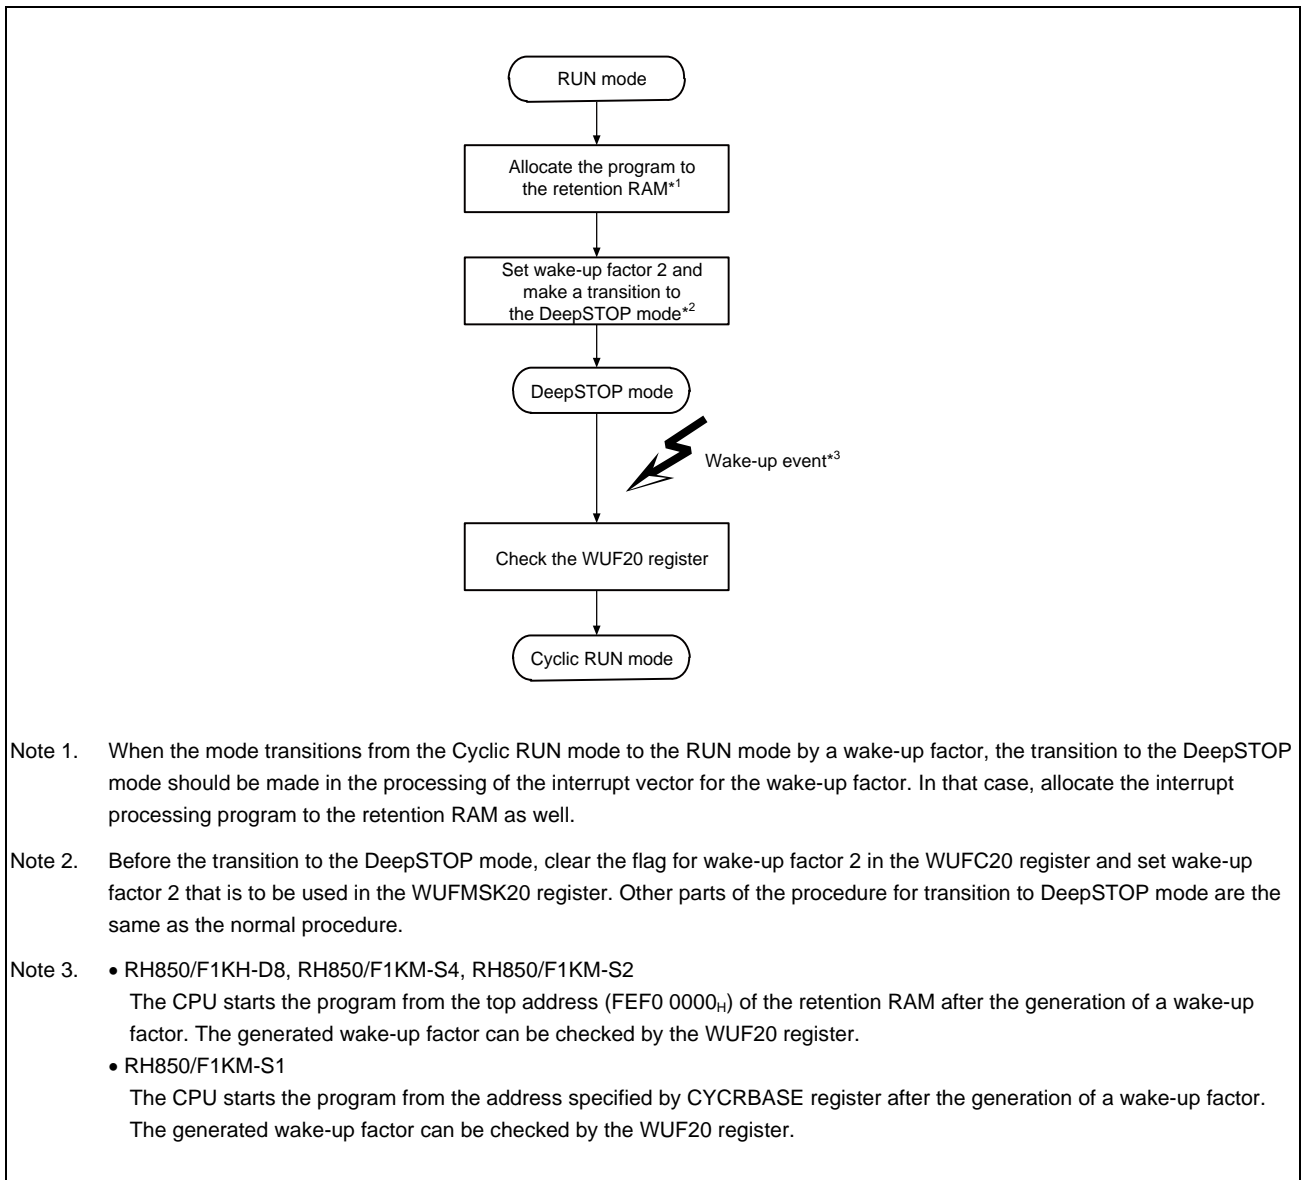 RUN mode
Allocate the program to
the retention RAM*1
Set wake-up factor 2 and
make a transition to
the DeepSTOP mode*2
DeepSTOP mode
Wake-up event*3
Check the WUF20 register
Cyclic RUN mode
Note 1. When the mode transitions from the Cyclic RUN mode to the RUN mode by a wake-up factor, the transition to the DeepSTOP
mode should be made in the processing of the interrupt vector for the wake-up factor. In that case, allocate the interrupt
processing program to the retention RAM as well.
Note 2. Before the transition to the DeepSTOP mode, clear the flag for wake-up factor 2 in the WUFC20 register and set wake-up
factor 2 that is to be used in the WUFMSK20 register. Other parts of the procedure for transition to DeepSTOP mode are the
same as the normal procedure.
Note 3. • RH850/F1KH-D8, RH850/F1KM-S4, RH850/F1KM-S2
The CPU starts the program from the top address (FEF0 0000H) of the retention RAM after the generation of a wake-up
factor. The generated wake-up factor can be checked by the WUF20 register.
• RH850/F1KM-S1
The CPU starts the program from the address specified by CYCRBASE register after the generation of a wake-up factor.
The generated wake-up factor can be checked by the WUF20 register.